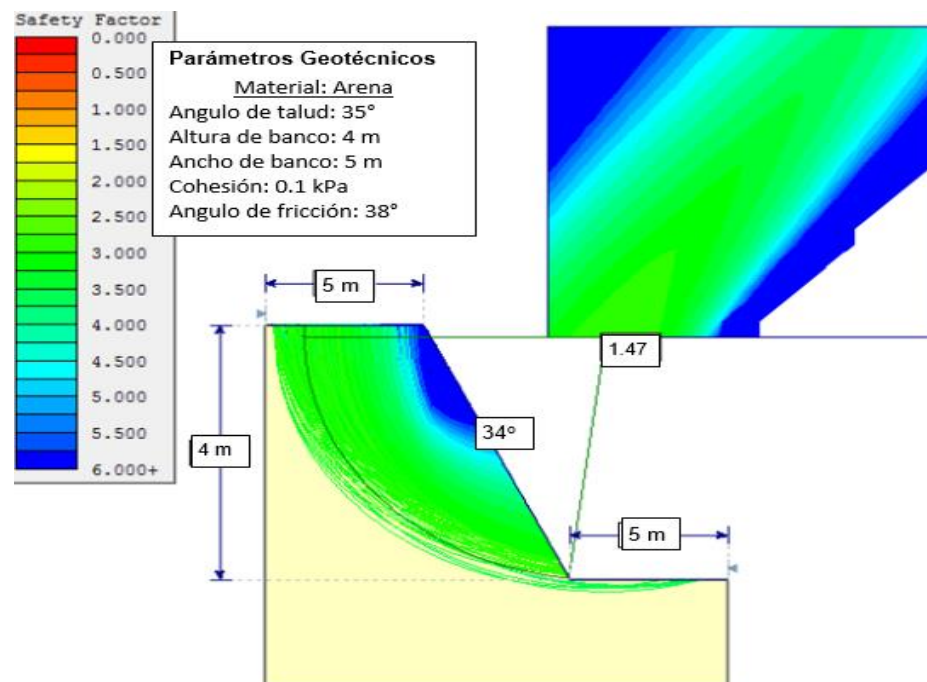 Safety Factor
0.000
0.500
1.000
1.500
2.000
2.500
3.000
3.500
4.000
4.500
5.000
5.500
6.000+
Parámetros Geotécnicos
Material: Arena
Angulo de talud: 35°
Altura de banco: 4 m
Ancho de banco: 5 m
Cohesión: 0.1 kPa
Angulo de fricción: 38°
5 m
1.47
34º
4 m
5 m